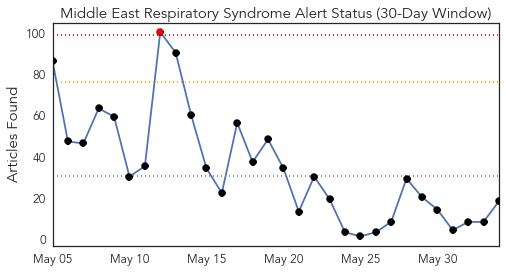 Middle East Respiratory Syndrome Alert Status (30-Day Window)
Articles Found
100
80
60
40
20
0
May 05
May 10
May 15
May 20
May 25
May 30